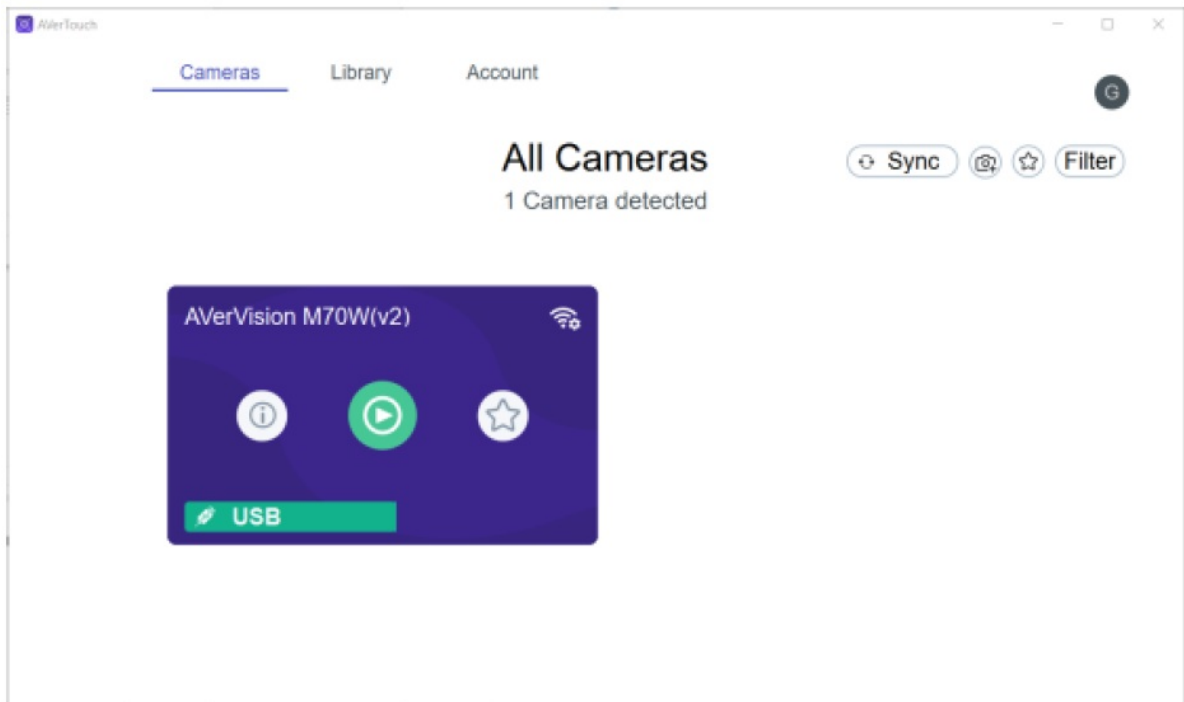 AVerTouch
Cameras Library Account
G
All Cameras
Sync Filter
1 Camera detected
AVerVision M70W(v2)
USB